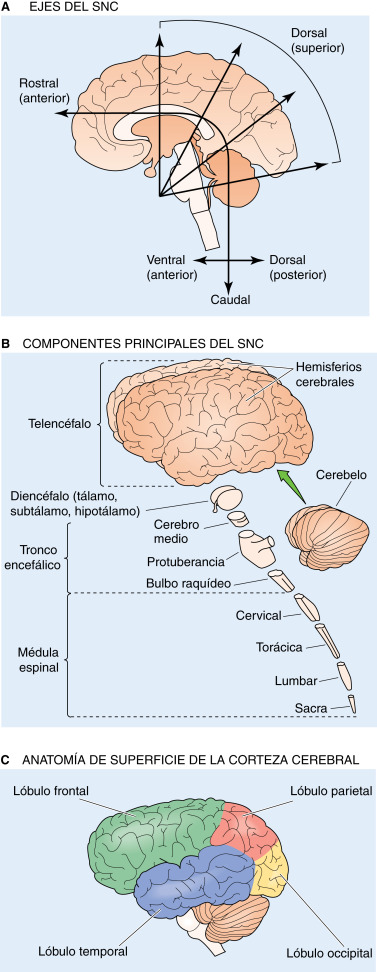 A EJES DEL SNC
Dorsal
(superior)
Rostral
(anterior)
Ventral
(anterior)
Dorsal
(posterior)
Caudal
B COMPONENTES PRINCIPALES DEL SNC
Hemisferios
cerebrales
Telencéfalo
Cerebelo
Diencéfalo (tálamo,
subtálamo, hipotálamo)
Cerebro
medio
Tronco
encefálico
Protuberancia
Bulbo raquídeo
Cervical
Médula
espinal
Torácica
Lumbar
Sacra
C ANATOMÍA DE SUPERFICIE DE LA CORTEZA CEREBRAL
Lóbulo frontal
Lóbulo parietal
Lóbulo temporal
Lóbulo occipital